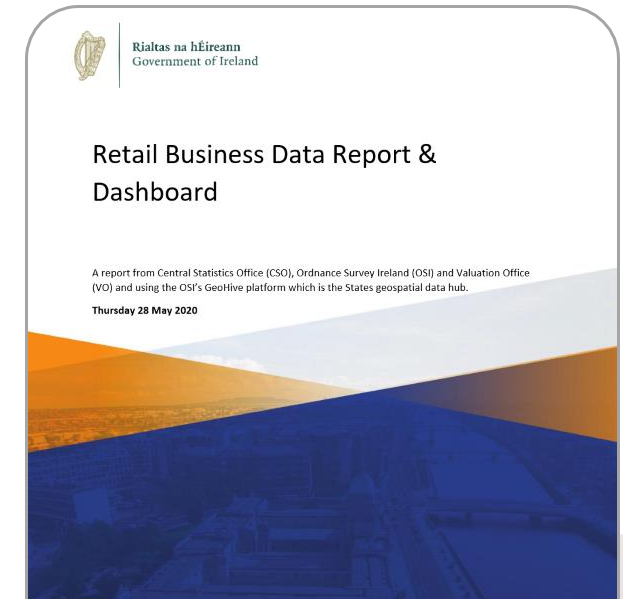 Rialtas na hÉireann
Government of Ireland
Retail Business Data Report &
Dashboard
A report from Central Statistics Office (CSO), Ordnance Survey Ireland (OSI) and Valuation Office
(VO) and using the OSI's GeoHive platform which is the States geospatial data hub.
Thursday 28 May 2020